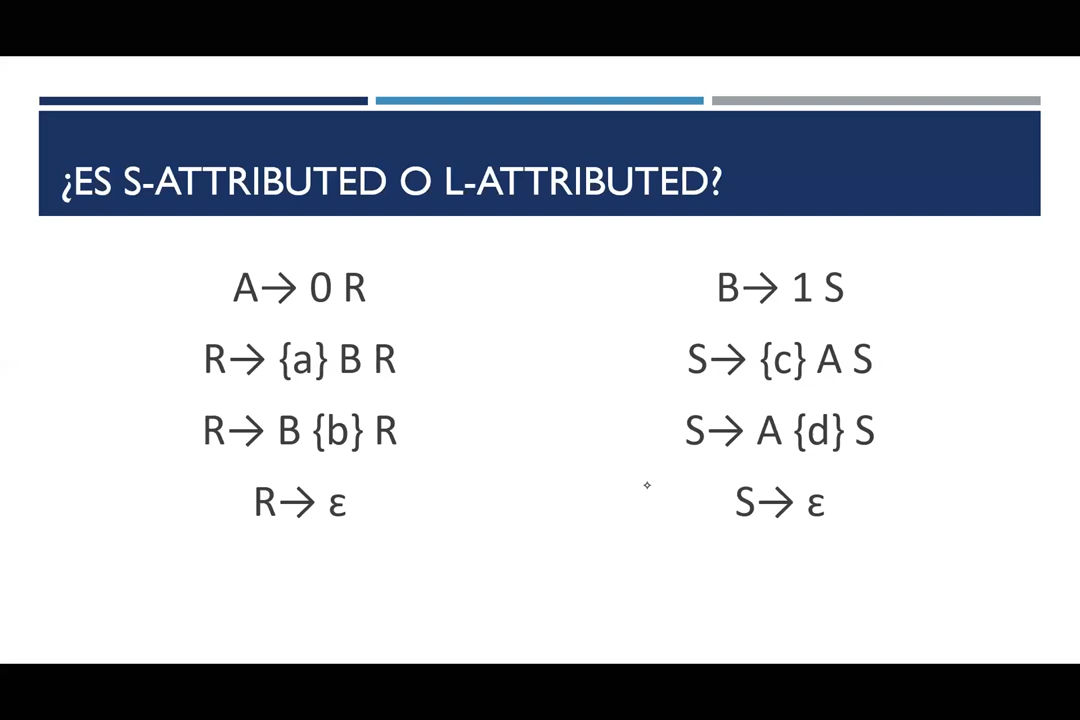 ¿ES S-ATTRIBUTED O L-ATTRIBUTED?
A→ 0 R
R→ {a} B R
R→ B {b} R
R→ ε
B→ 1 S
S→ {c} A S
S→ A {d} S
S→ ε